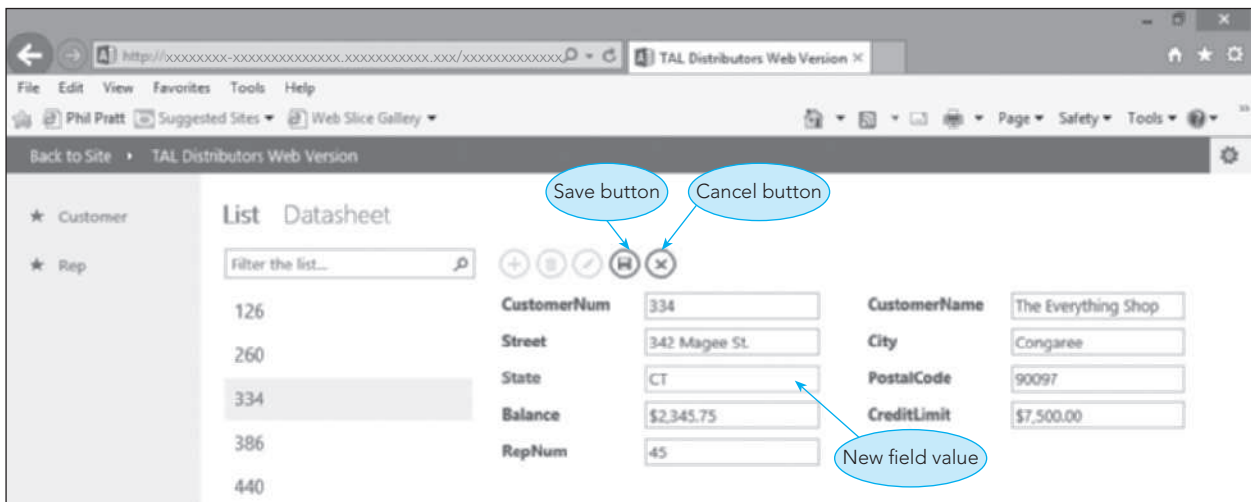 http://xxxxxxxx-xxxxxxxxxxxxxx.xxxxxxxxxxx.xxx/xxxxxxxxxxxxx
TAL Distributors Web Version
File Edit View Favorites Tools Help
Phil Pratt Suggested Sites Web Slice Gallery Page Safety Tools
Back to Site TAL Distributors Web Version
Save button Cancel button
Customer List Datasheet
Rep Filter the list...
126 CustomerNum 334 CustomerName The Everything Shop
260 Street 342 Magee St. City Congaree
334 State CT PostalCode 90097
Balance $2,345.75 CreditLimit $7,500.00
386 RepNum 45 New field value
440